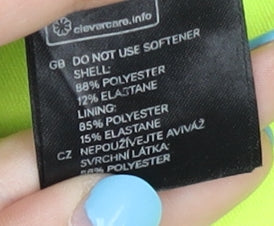 clevercare.info
GB DO NOT USE SOFTENER
SHELL:
88% POLYESTER
12% ELASTANE
LINING:
85% POLYESTER
15% ELASTANE
CZ NEPOUŽÍVEJTE AVIVÁŽ
SVRCHNÍ LÁTKA:
POLYESTER